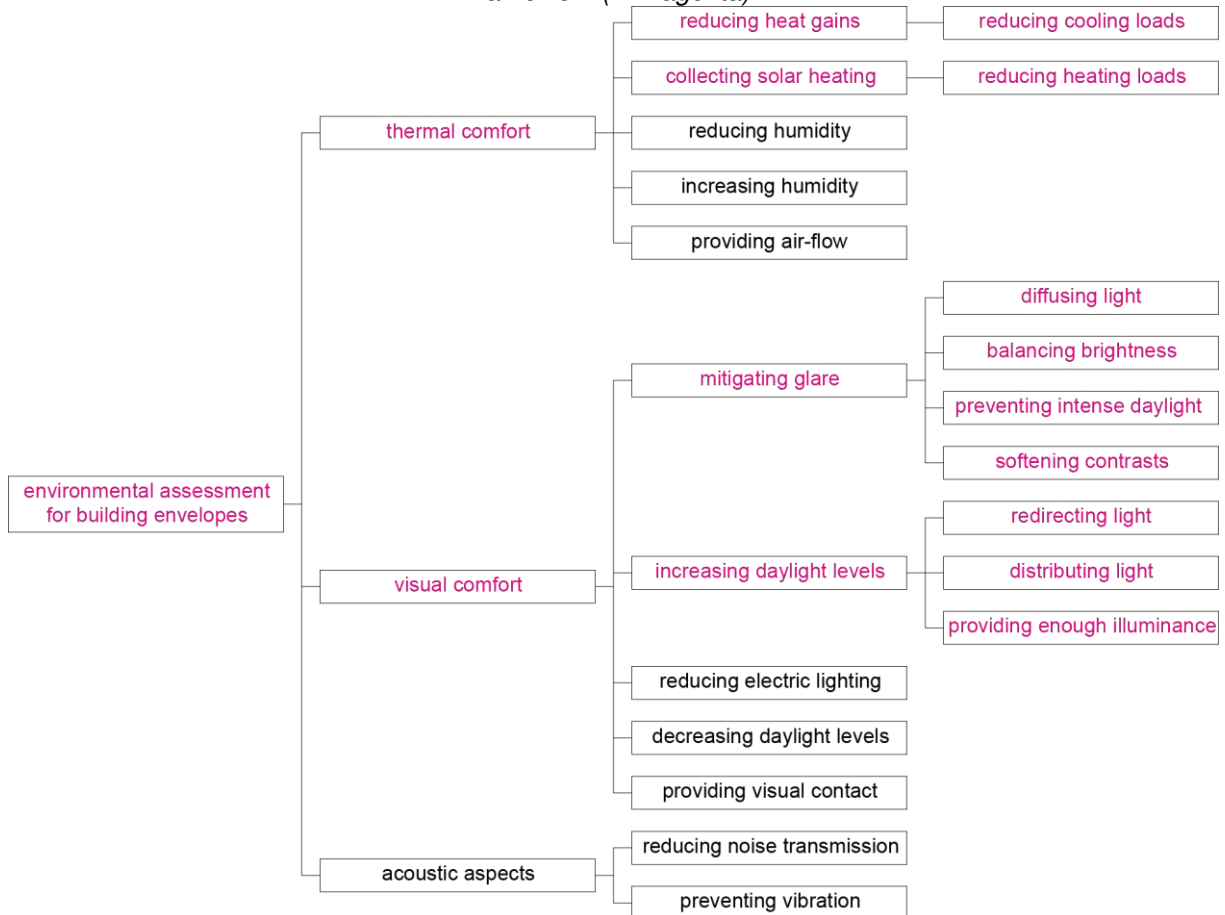 reducing heat gains
reducing cooling loads
collecting solar heating
reducing heating loads
thermal comfort
reducing humidity
increasing humidity
providing air-flow
diffusing light
balancing brightness
mitigating glare
preventing intense daylight
softening contrasts
environmental assessment
for building envelopes
redirecting light
visual comfort
increasing daylight levels
distributing light
providing enough illuminance
reducing electric lighting
decreasing daylight levels
providing visual contact
reducing noise transmission
acoustic aspects
preventing vibration